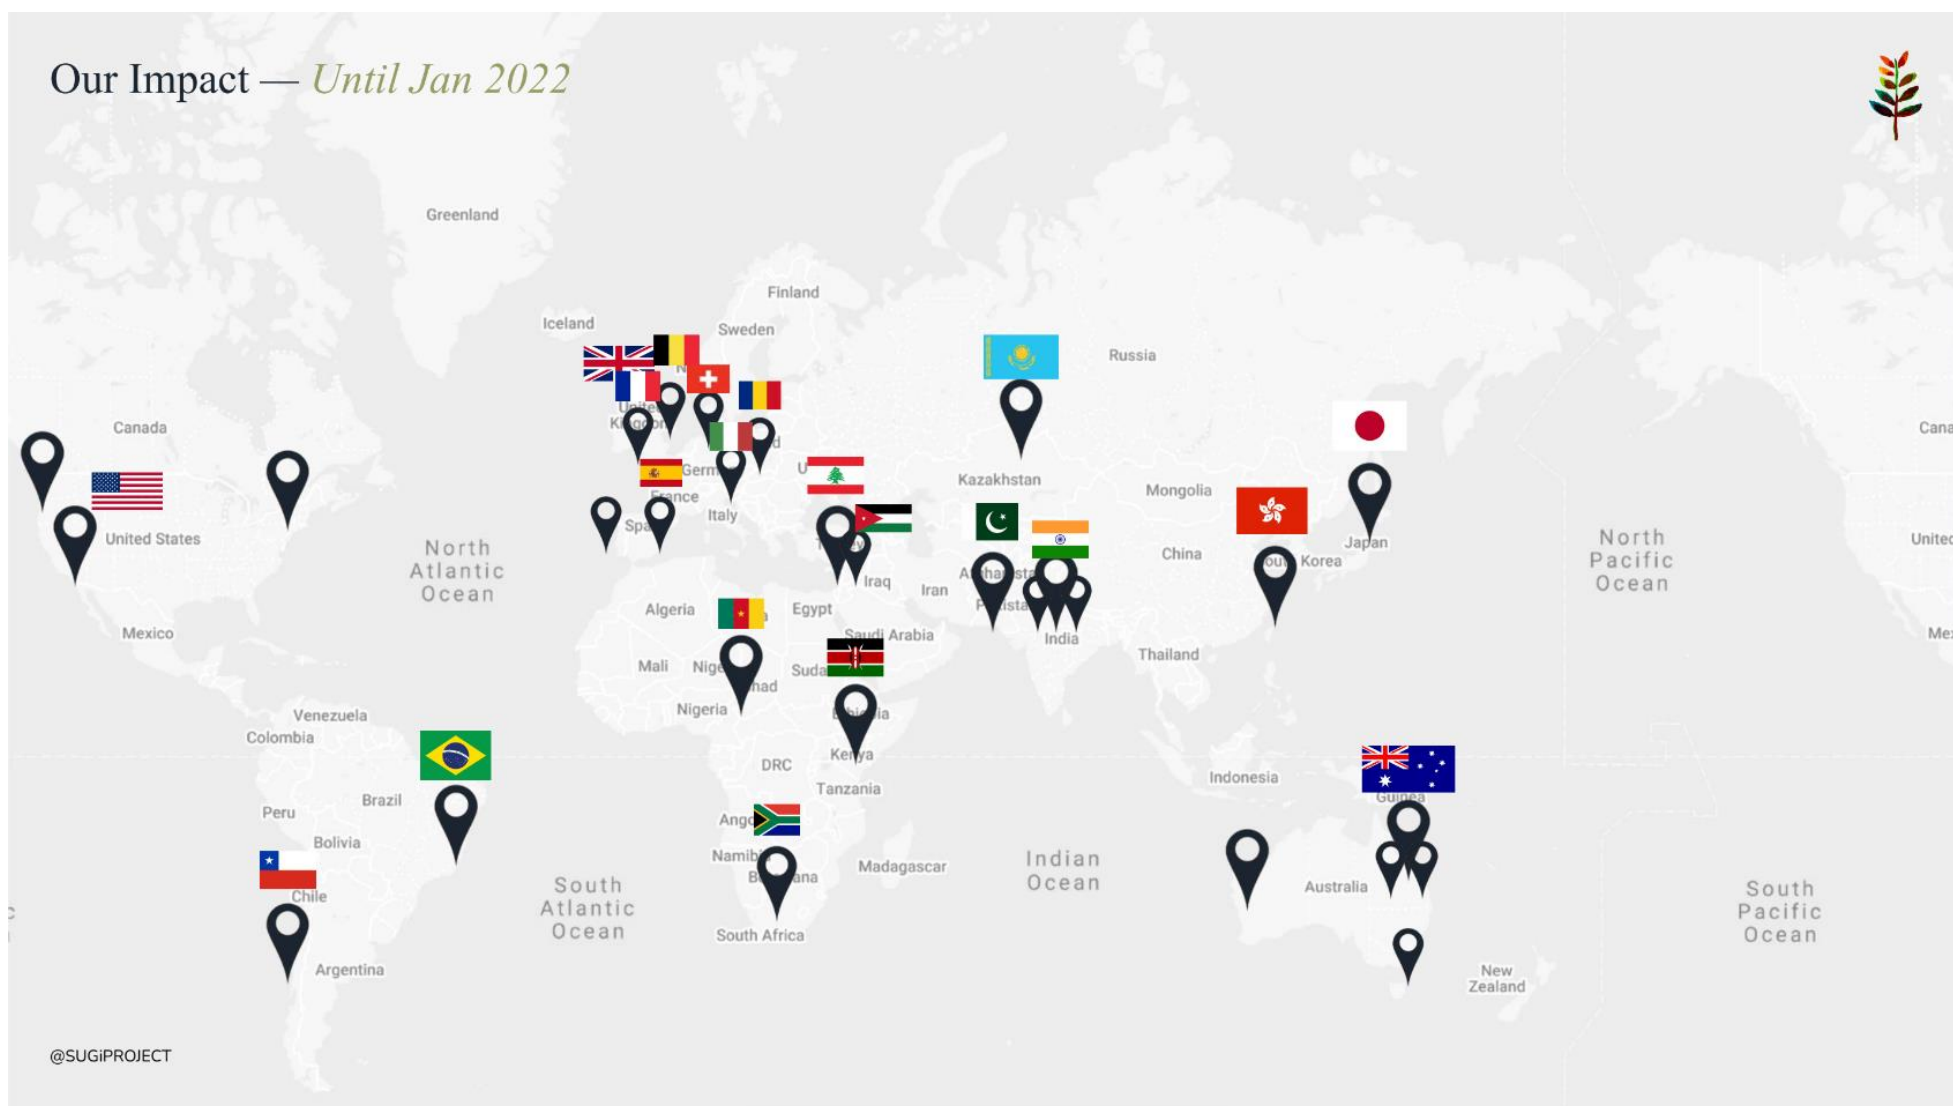 Our Impact — Until Jan 2022
Greenland
Finland
Iceland
Sweden
Russia
Canada
Kazakhstan
Mongolia
France
Italy
United States
North
Atlantic
Ocean
China
Japan
Korea
North
Pacific
Ocean
Iraq
Iran
Algeria
Egypt
Mexico
Saudi Arabia
India
Thailand
Mali
Nigeria
Venezuela
Colombia
Kenya
DRC
Tanzania
Indonesia
Brazil
Peru
Guinea
Bolivia
Madagascar
Indian
Ocean
Australia
Chile
South
Atlantic
Ocean
South
Pacific
Ocean
South Africa
Argentina
New
Zealand
@SUGiPROJECT